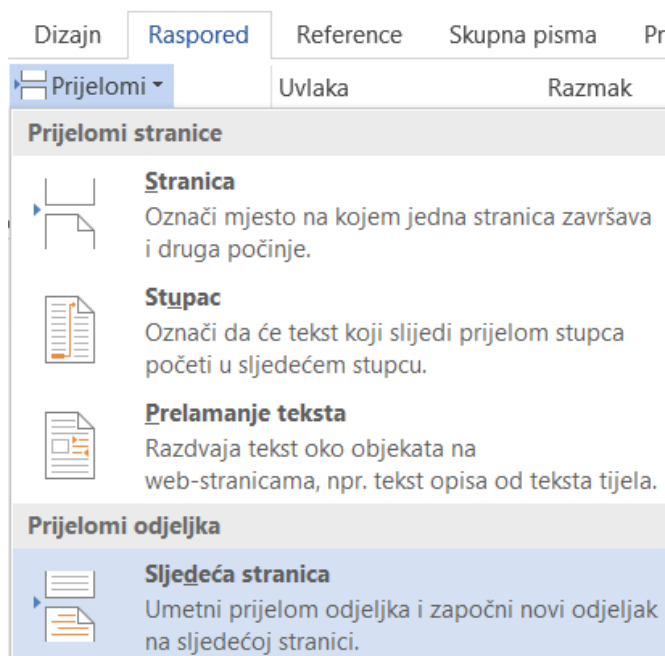 Dizajn Raspored Reference Skupna pisma Pr
Prijelomi Uvlaka Razmak
Prijelomi stranice
Stranica
Označi mjesto na kojem jedna stranica završava
i druga počinje.
Stupac
Označi da će tekst koji slijedi prijelom stupca
početi u sljedećem stupcu.
Prelamanje teksta
Razdvaja tekst oko objekata na
web-stranicama, npr. tekst opisa od teksta tijela.
Prijelomi odjeljka
Sljedeća stranica
Umetni prijelom odjeljka i započni novi odjeljak
na sljedećoj stranici.